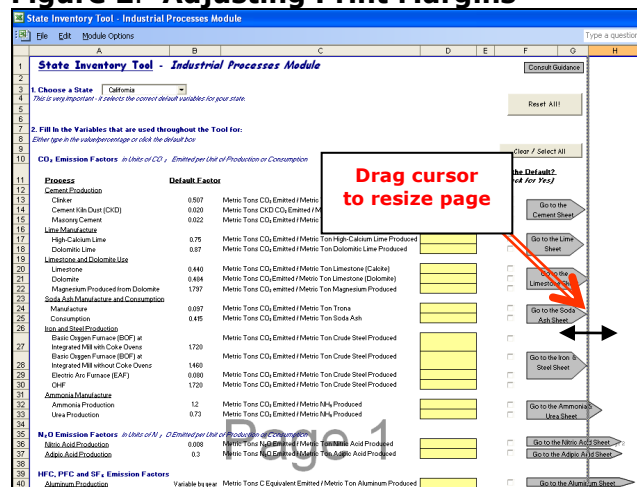 Figure 2. Adjusting Print Margins
State Inventory Tool - Industrial Processes Module
File Edit Module Options Type a question
A B C D E F G H
1 State Inventory Tool - Industrial Processes Module Consult Guidance
2
3 1. Choose a State California
4 This is very important - it selects the correct default variables for your state.
5 Reset All!
6
7 2. Fill In the Variables that are used throughout the Tool for:
8 Either type in the value/percentage or click the default box
9 Clear / Select All
10 CO₂ Emission Factors in Units of CO₂ Emitted per Unit of Production or Consumption
Drag cursor
to resize page
the Default?
11 Process Default Factor ck for Yes)
12 Cement Production
13 Clinker 0.507 Metric Tons CO₂ Emitted / Metric Go to the
14 Cement Kiln Dust (CKD) 0.020 Metric Tons CKD CO₂ Emitted / M Cement Sheet
15 Masonry Cement 0.022 Metric Tons CO₂ Emitted / Metric
16 Lime Manufacture
17 High-Calcium Lime 0.75 Metric Tons CO₂ Emitted / Metric Ton High-Calcium Lime Produced Go to the Lime
18 Dolomitic Lime 0.87 Metric Tons CO₂ Emitted / Metric Ton Dolomitic Lime Produced Sheet
19 Limestone and Dolomite Use
20 Limestone 0.440 Metric Tons CO₂ Emitted / Metric Ton Limestone (Calcite) Go to the
21 Dolomite 0.484 Metric Tons CO₂ Emitted / Metric Ton Limestone (Dolomite) Limestone Sheet
22 Magnesium Produced from Dolomite 1.797 Metric Tons CO₂ emitted / Metric Ton Magnesium Produced
23 Soda Ash Manufacture and Consumption
24 Manufacture 0.097 Metric Tons CO₂ Emitted / Metric Ton Trona Go to the Soda
25 Consumption 0.415 Metric Tons CO₂ Emitted / Metric Ton Soda Ash Ash Sheet
26 Iron and Steel Production
Basic Oxygen Furnace (BOF) at Metric Tons CO₂ Emitted / Metric Ton Crude Steel Produced
27 Integrated Mill with Coke Ovens 1.720
Basic Oxygen Furnace (BOF) at Metric Tons CO₂ Emitted / Metric Ton Crude Steel Produced Go to the Iron &
28 Integrated Mill without Coke Ovens 1.460 Steel Sheet
29 Electric Arc Furnace (EAF) 0.080 Metric Tons CO₂ Emitted / Metric Ton Crude Steel Produced
30 OHF 1.720 Metric Tons CO₂ Emitted / Metric Ton Crude Steel Produced
31 Ammonia Manufacture
32 Ammonia Production 1.2 Metric Tons CO₂ Emitted / Metric NH₃ Produced Go to the Ammonia &
33 Urea Production 0.73 Metric Tons CO₂ Emitted / Metric NH₃ Produced Urea Sheet
34
Page 1
35 N₂O Emission Factors in Units of N₂O Emitted per Unit of Production or Consumption
36 Nitric Acid Production 0.008 Metric Tons N₂O Emitted / Metric Ton Nitric Acid Produced Go to the Nitric Acid Sheet
37 Adipic Acid Production 0.3 Metric Tons N₂O Emitted / Metric Ton Adipic Acid Produced Go to the Adipic Acid Sheet
38
39 HFC, PFC and SF₆ Emission Factors
40 Aluminum Production Variable by year Metric Tons C Equivalent Emitted / Metric Ton Aluminum Produced Go to the Aluminum Sheet